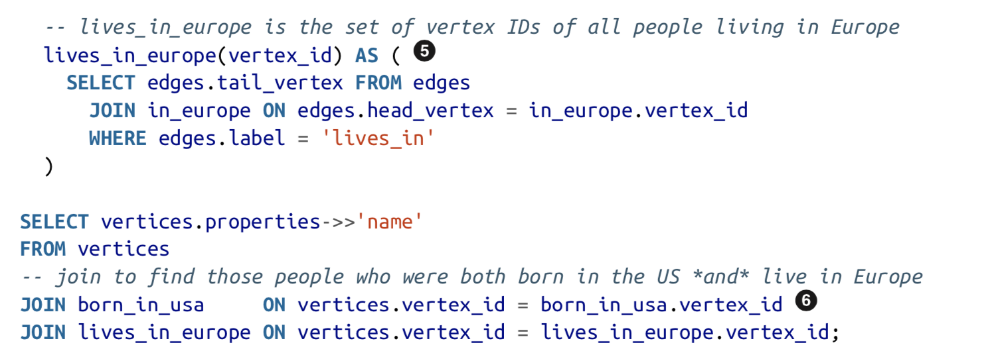 -- lives_in_europe is the set of vertex IDs of all people living in Europe
lives_in_europe(vertex_id) AS ( ❺
SELECT edges.tail_vertex FROM edges
JOIN in_europe ON edges.head_vertex = in_europe.vertex_id
WHERE edges.label = 'lives_in'
)
SELECT vertices.properties->>'name'
FROM vertices
-- join to find those people who were both born in the US *and* live in Europe
JOIN born_in_usa ON vertices.vertex_id = born_in_usa.vertex_id ❻
JOIN lives_in_europe ON vertices.vertex_id = lives_in_europe.vertex_id;